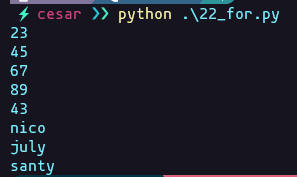 cesar >> python .\22_for.py
23
45
67
89
43
nico
july
santy